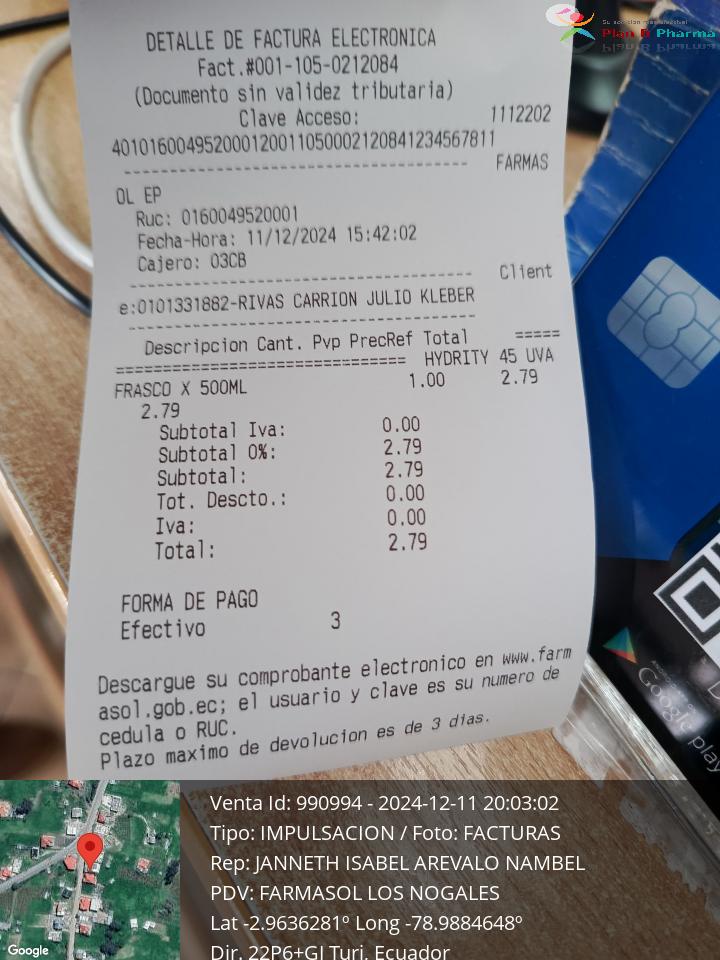 Plan B Pharma
DETALLE DE FACTURA ELECTRONICA
Fact.#001-105-0212084
(Documento sin validez tributaria)
Clave Acceso: 1112202
401016004952000120011050002120841234567811
FARMAS
OL EP
Ruc: 0160049520001
Fecha-Hora: 11/12/2024 15:42:02
Cajero: 03CB
Client
e:0101331882-RIVAS CARRION JULIO KLEBER
Descripcion Cant. Pvp PrecRef Total =====
============================== HYDRITY 45 UVA
FRASCO X 500ML 1.00 2.79
2.79
Subtotal Iva: 0.00
Subtotal 0%: 2.79
Subtotal: 2.79
Tot. Descto.: 0.00
Iva: 0.00
Total: 2.79
FORMA DE PAGO
Efectivo 3
Descargue su comprobante electronico en www.farm
asol.gob.ec; el usuario y clave es su numero de
cedula o RUC.
Plazo maximo de devolucion es de 3 dias.
Google play
Venta Id: 990994 - 2024-12-11 20:03:02
Tipo: IMPULSACION / Foto: FACTURAS
Rep: JANNETH ISABEL AREVALO NAMBEL
PDV: FARMASOL LOS NOGALES
Lat -2.9636281º Long -78.9884648º
Dir. 22P6+GJ Turi, Ecuador
Google